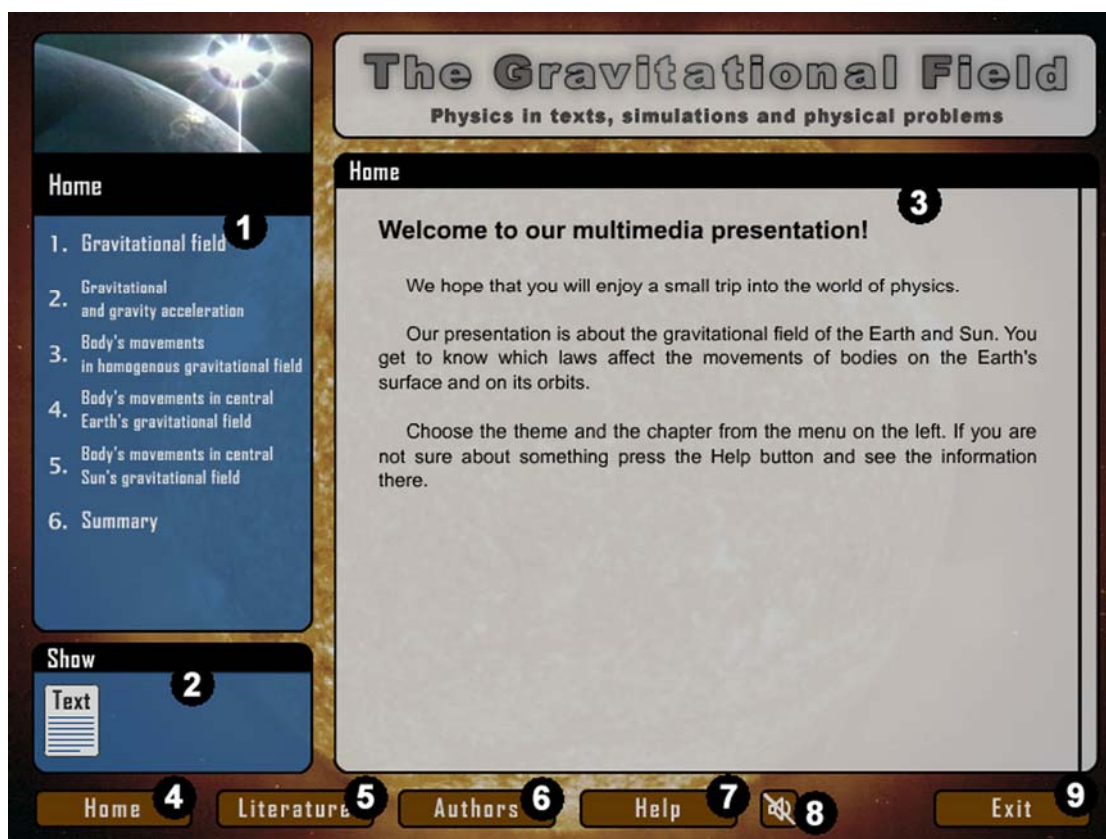 The Gravitational Field
Physics in texts, simulations and physical problems
Home
1
1. Gravitational field
2. Gravitational
and gravity acceleration
3. Body's movements
in homogenous gravitational field
4. Body's movements in central
Earth's gravitational field
5. Body's movements in central
Sun's gravitational field
6. Summary
Show
2
Text
Home
3
Welcome to our multimedia presentation!
We hope that you will enjoy a small trip into the world of physics.
Our presentation is about the gravitational field of the Earth and Sun. You
get to know which laws affect the movements of bodies on the Earth's
surface and on its orbits.
Choose the theme and the chapter from the menu on the left. If you are
not sure about something press the Help button and see the information
there.
Home 4
Literature 5
Authors 6
Help 7
8
Exit 9